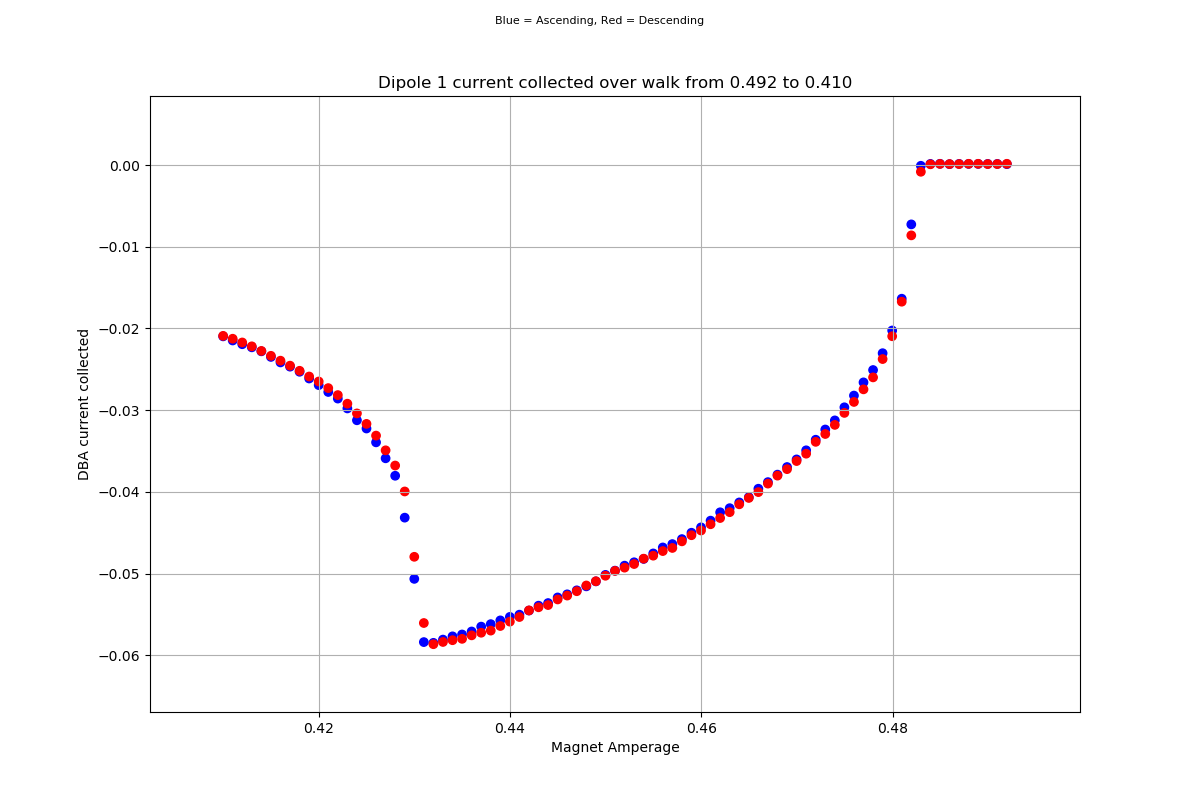 Blue = Ascending, Red = Descending
Dipole 1 current collected over walk from 0.492 to 0.410
DBA current collected
0.00
−0.01
−0.02
−0.03
−0.04
−0.05
−0.06
0.42 0.44 0.46 0.48
Magnet Amperage